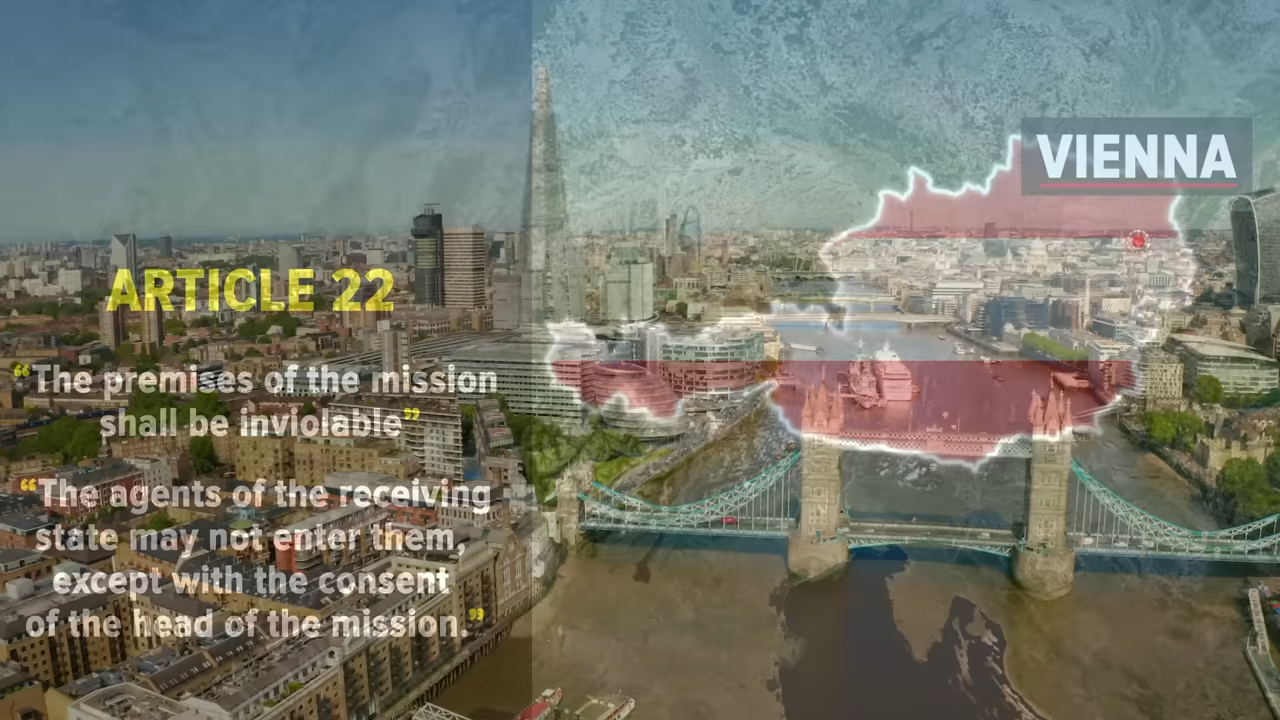 VIENNA
ARTICLE 22
“The premises of the mission
shall be inviolable”
“The agents of the receiving
state may not enter them,
except with the consent
of the head of the mission.”